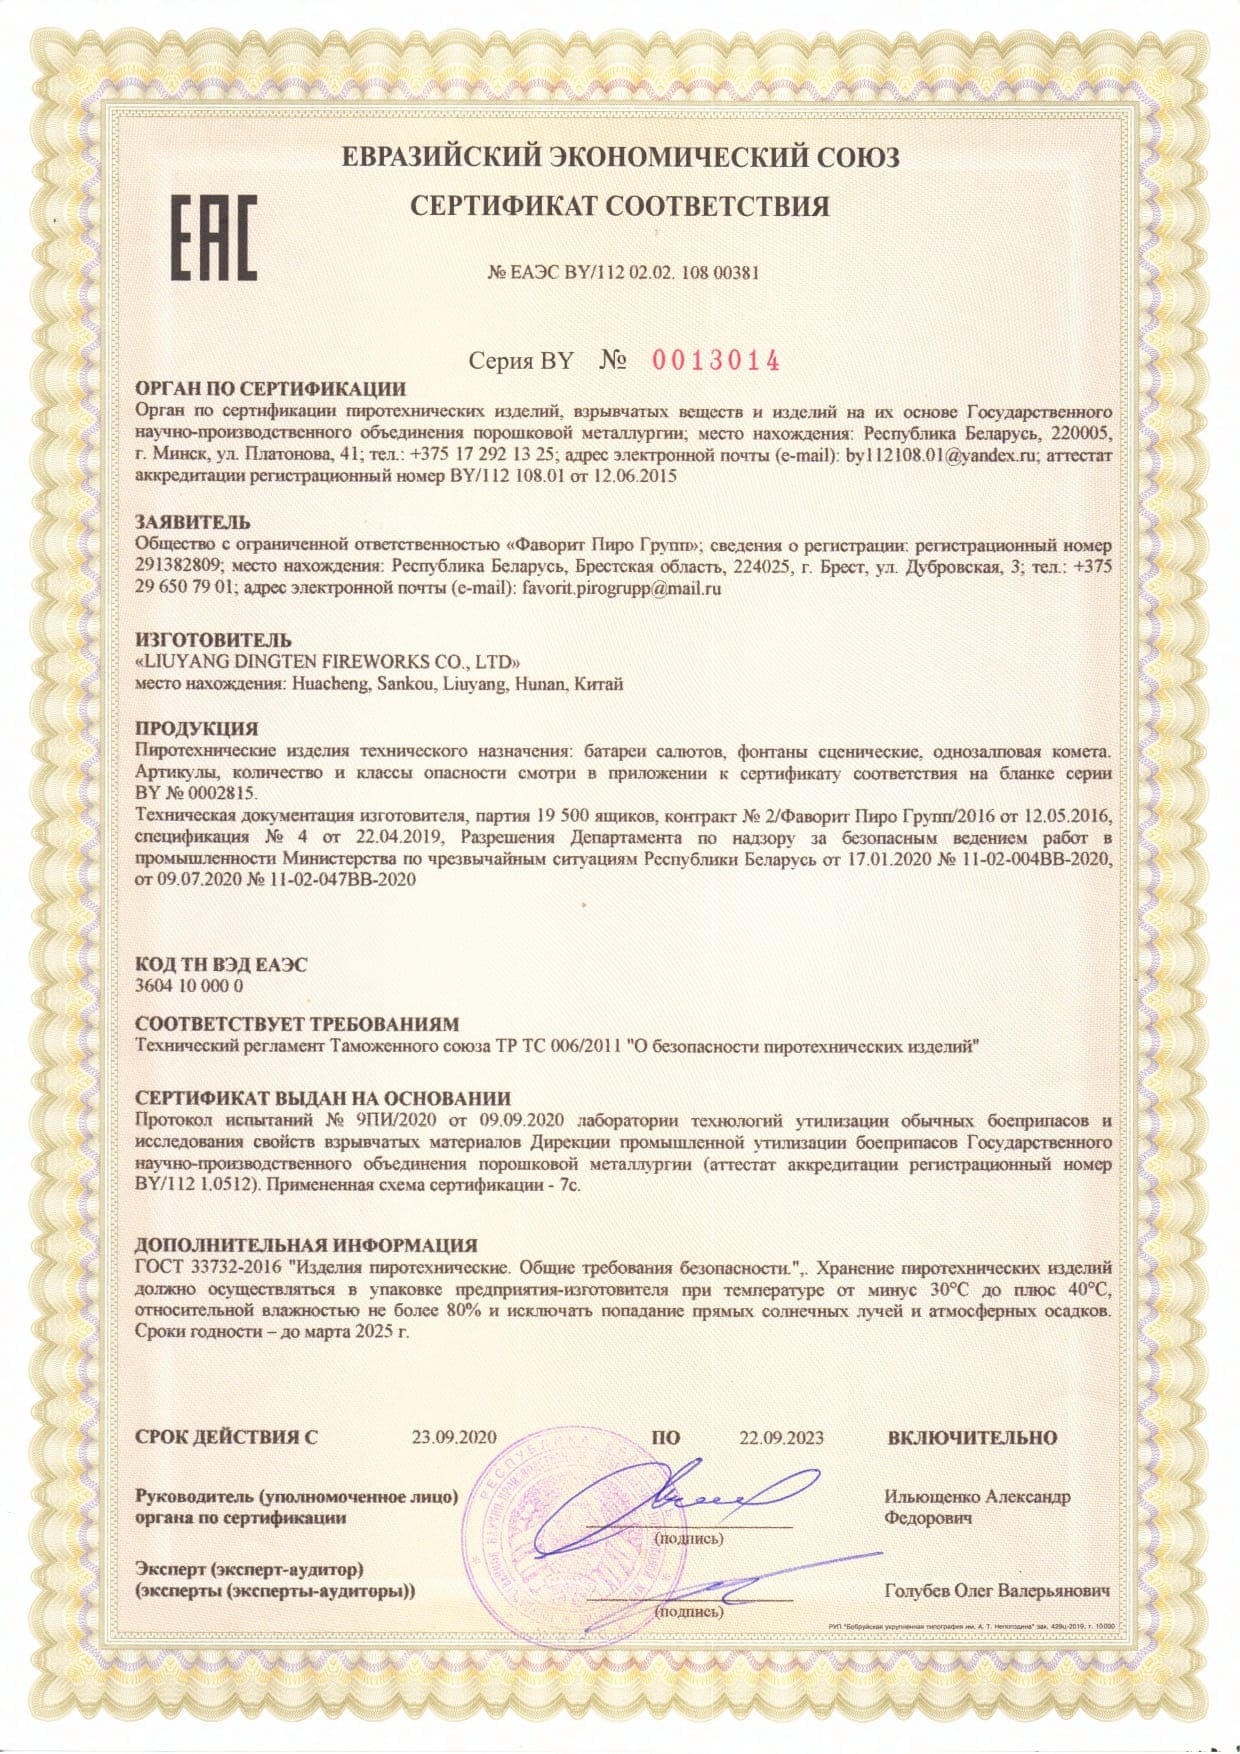 ЕВРАЗИЙСКИЙ ЭКОНОМИЧЕСКИЙ СОЮЗ
ЕАС
СЕРТИФИКАТ СООТВЕТСТВИЯ
№ ЕАЭС BY/112 02.02. 108 00381
Серия BY № 0013014
ОРГАН ПО СЕРТИФИКАЦИИ
Орган по сертификации пиротехнических изделий, взрывчатых веществ и изделий на их основе Государственного
научно-производственного объединения порошковой металлургии; место нахождения: Республика Беларусь, 220005,
г. Минск, ул. Платонова, 41; тел.: +375 17 292 13 25; адрес электронной почты (e-mail): by112108.01@yandex.ru; аттестат
аккредитации регистрационный номер BY/112 108.01 от 12.06.2015
ЗАЯВИТЕЛЬ
Общество с ограниченной ответственностью «Фаворит Пиро Групп»; сведения о регистрации: регистрационный номер
291382809; место нахождения: Республика Беларусь, Брестская область, 224025, г. Брест, ул. Дубровская, 3; тел.: +375
29 650 79 01; адрес электронной почты (e-mail): favorit.pirogrupp@mail.ru
ИЗГОТОВИТЕЛЬ
«LIUYANG DINGTEN FIREWORKS CO., LTD»
место нахождения: Huacheng, Sankou, Liuyang, Hunan, Китай
ПРОДУКЦИЯ
Пиротехнические изделия технического назначения: батареи салютов, фонтаны сценические, однозалповая комета.
Артикулы, количество и классы опасности смотри в приложении к сертификату соответствия на бланке серии
BY № 0002815.
Техническая документация изготовителя, партия 19 500 ящиков, контракт № 2/Фаворит Пиро Групп/2016 от 12.05.2016,
спецификация № 4 от 22.04.2019, Разрешения Департамента по надзору за безопасным ведением работ в
промышленности Министерства по чрезвычайным ситуациям Республики Беларусь от 17.01.2020 № 11-02-004ВВ-2020,
от 09.07.2020 № 11-02-047ВВ-2020
КОД ТН ВЭД ЕАЭС
3604 10 000 0
СООТВЕТСТВУЕТ ТРЕБОВАНИЯМ
Технический регламент Таможенного союза ТР ТС 006/2011 "О безопасности пиротехнических изделий"
СЕРТИФИКАТ ВЫДАН НА ОСНОВАНИИ
Протокол испытаний № 9ПИ/2020 от 09.09.2020 лаборатории технологий утилизации обычных боеприпасов и
исследования свойств взрывчатых материалов Дирекции промышленной утилизации боеприпасов Государственного
научно-производственного объединения порошковой металлургии (аттестат аккредитации регистрационный номер
BY/112 1.0512). Примененная схема сертификации - 7с.
ДОПОЛНИТЕЛЬНАЯ ИНФОРМАЦИЯ
ГОСТ 33732-2016 "Изделия пиротехнические. Общие требования безопасности.",. Хранение пиротехнических изделий
должно осуществляться в упаковке предприятия-изготовителя при температуре от минус 30°С до плюс 40°С,
относительной влажностью не более 80% и исключать попадание прямых солнечных лучей и атмосферных осадков.
Сроки годности – до марта 2025 г.
СРОК ДЕЙСТВИЯ С 23.09.2020 ПО 22.09.2023 ВКЛЮЧИТЕЛЬНО
Руководитель (уполномоченное лицо) Ильющенко Александр
органа по сертификации Федорович
(подпись)
Эксперт (эксперт-аудитор)
(эксперты (эксперты-аудиторы)) Голубев Олег Валерьянович
(подпись)
РУП "Бобруйская укрупненная типография им. А. Т. Непогодина" зак. 429ц-2019, т. 10000
РЕСПУБЛИКА